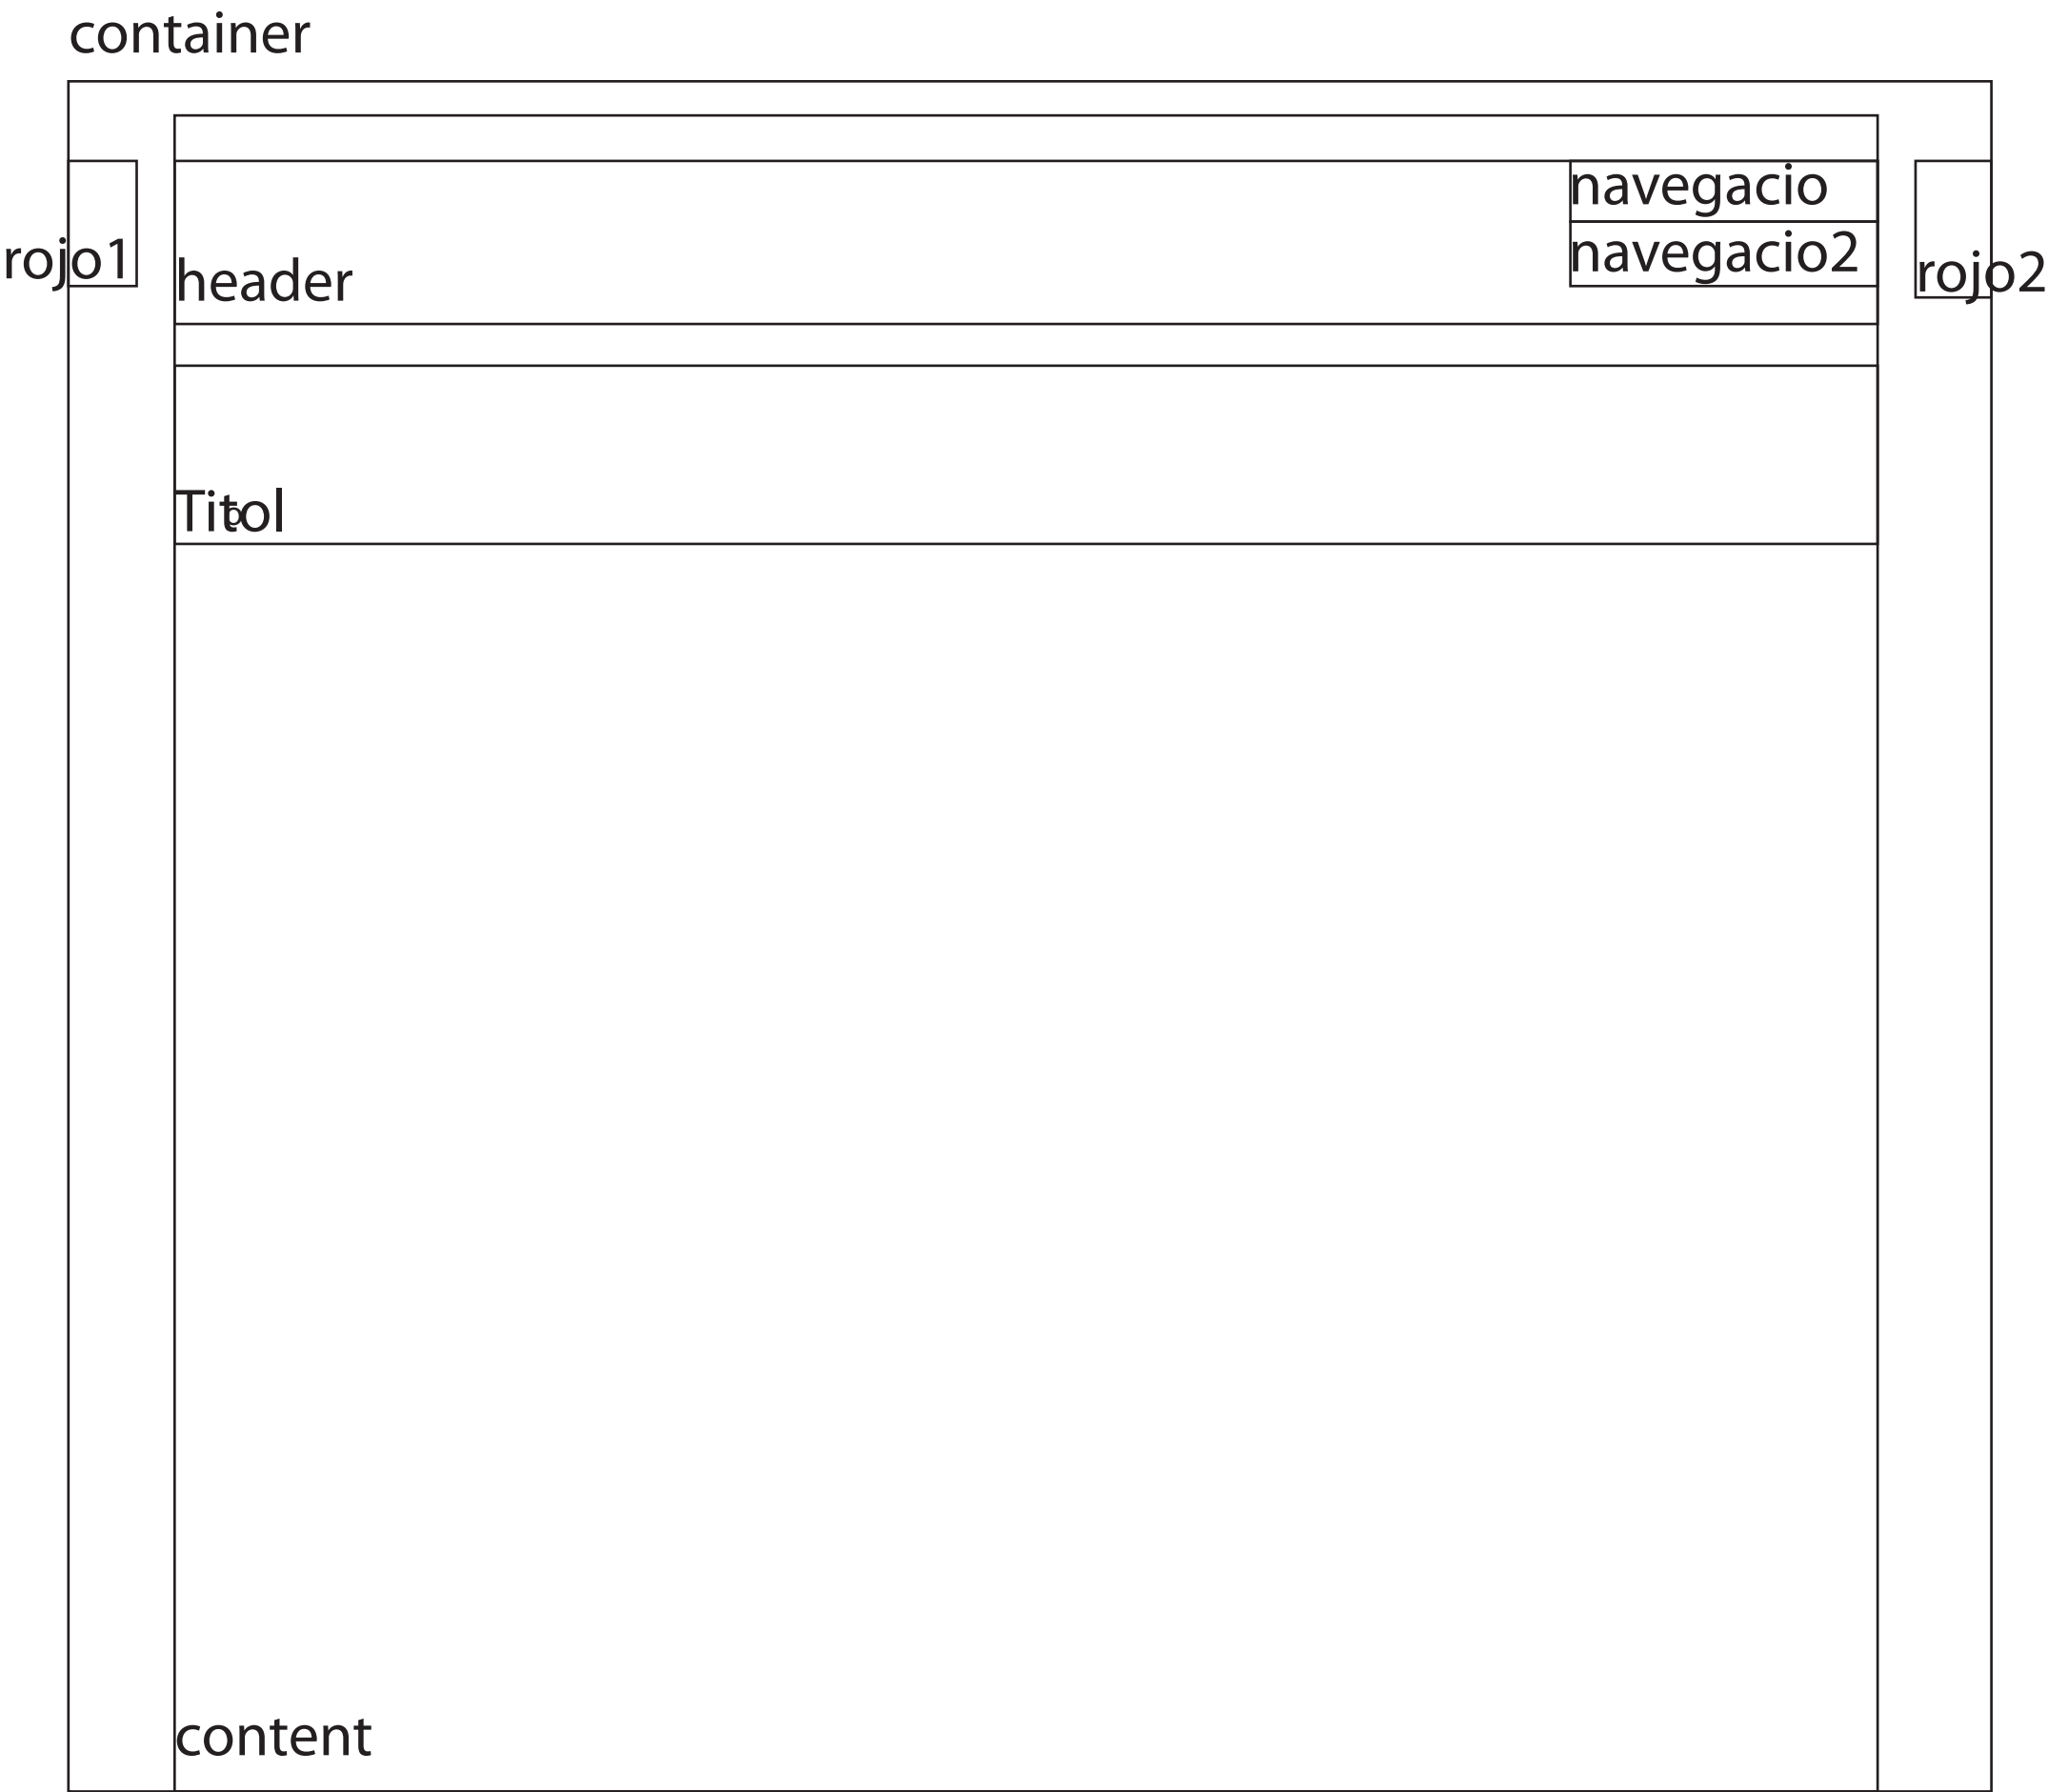 container
navegacio
rojo1
navegacio2
rojo2
header
Titol
content